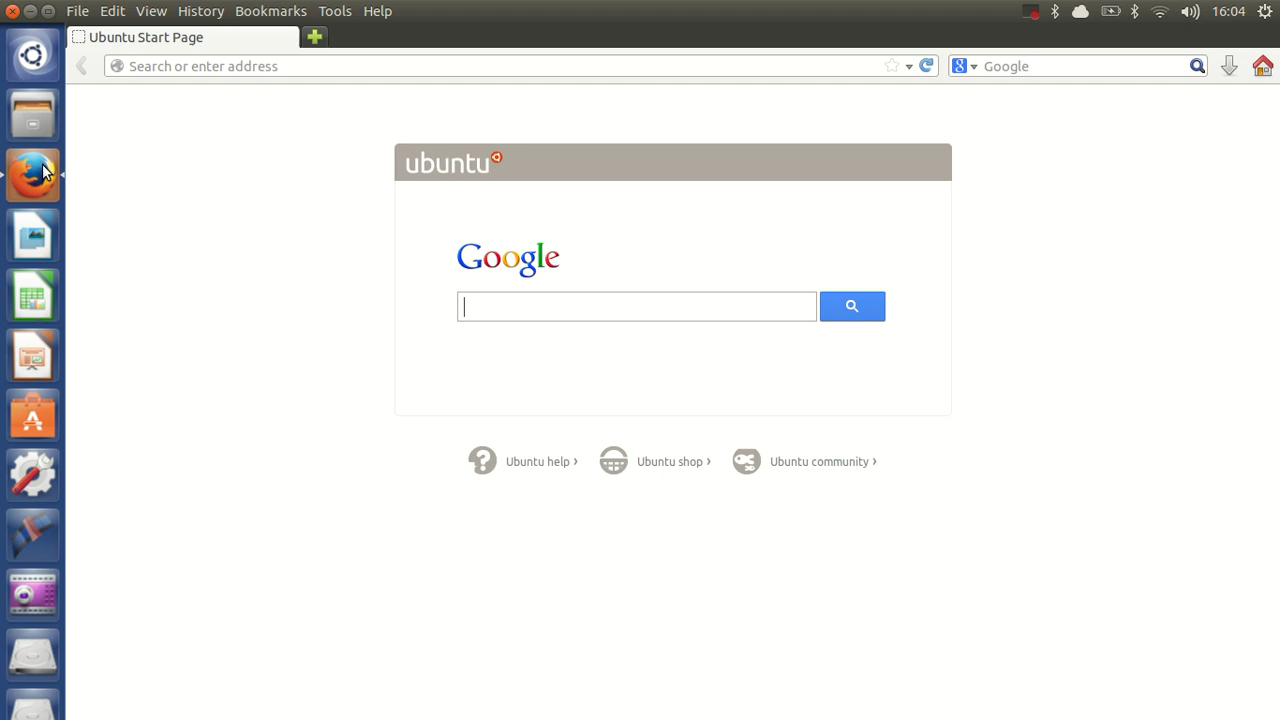 File Edit View History Bookmarks Tools Help 16:04
Ubuntu Start Page
Search or enter address Google
ubuntu
Google
Ubuntu help › Ubuntu shop › Ubuntu community ›